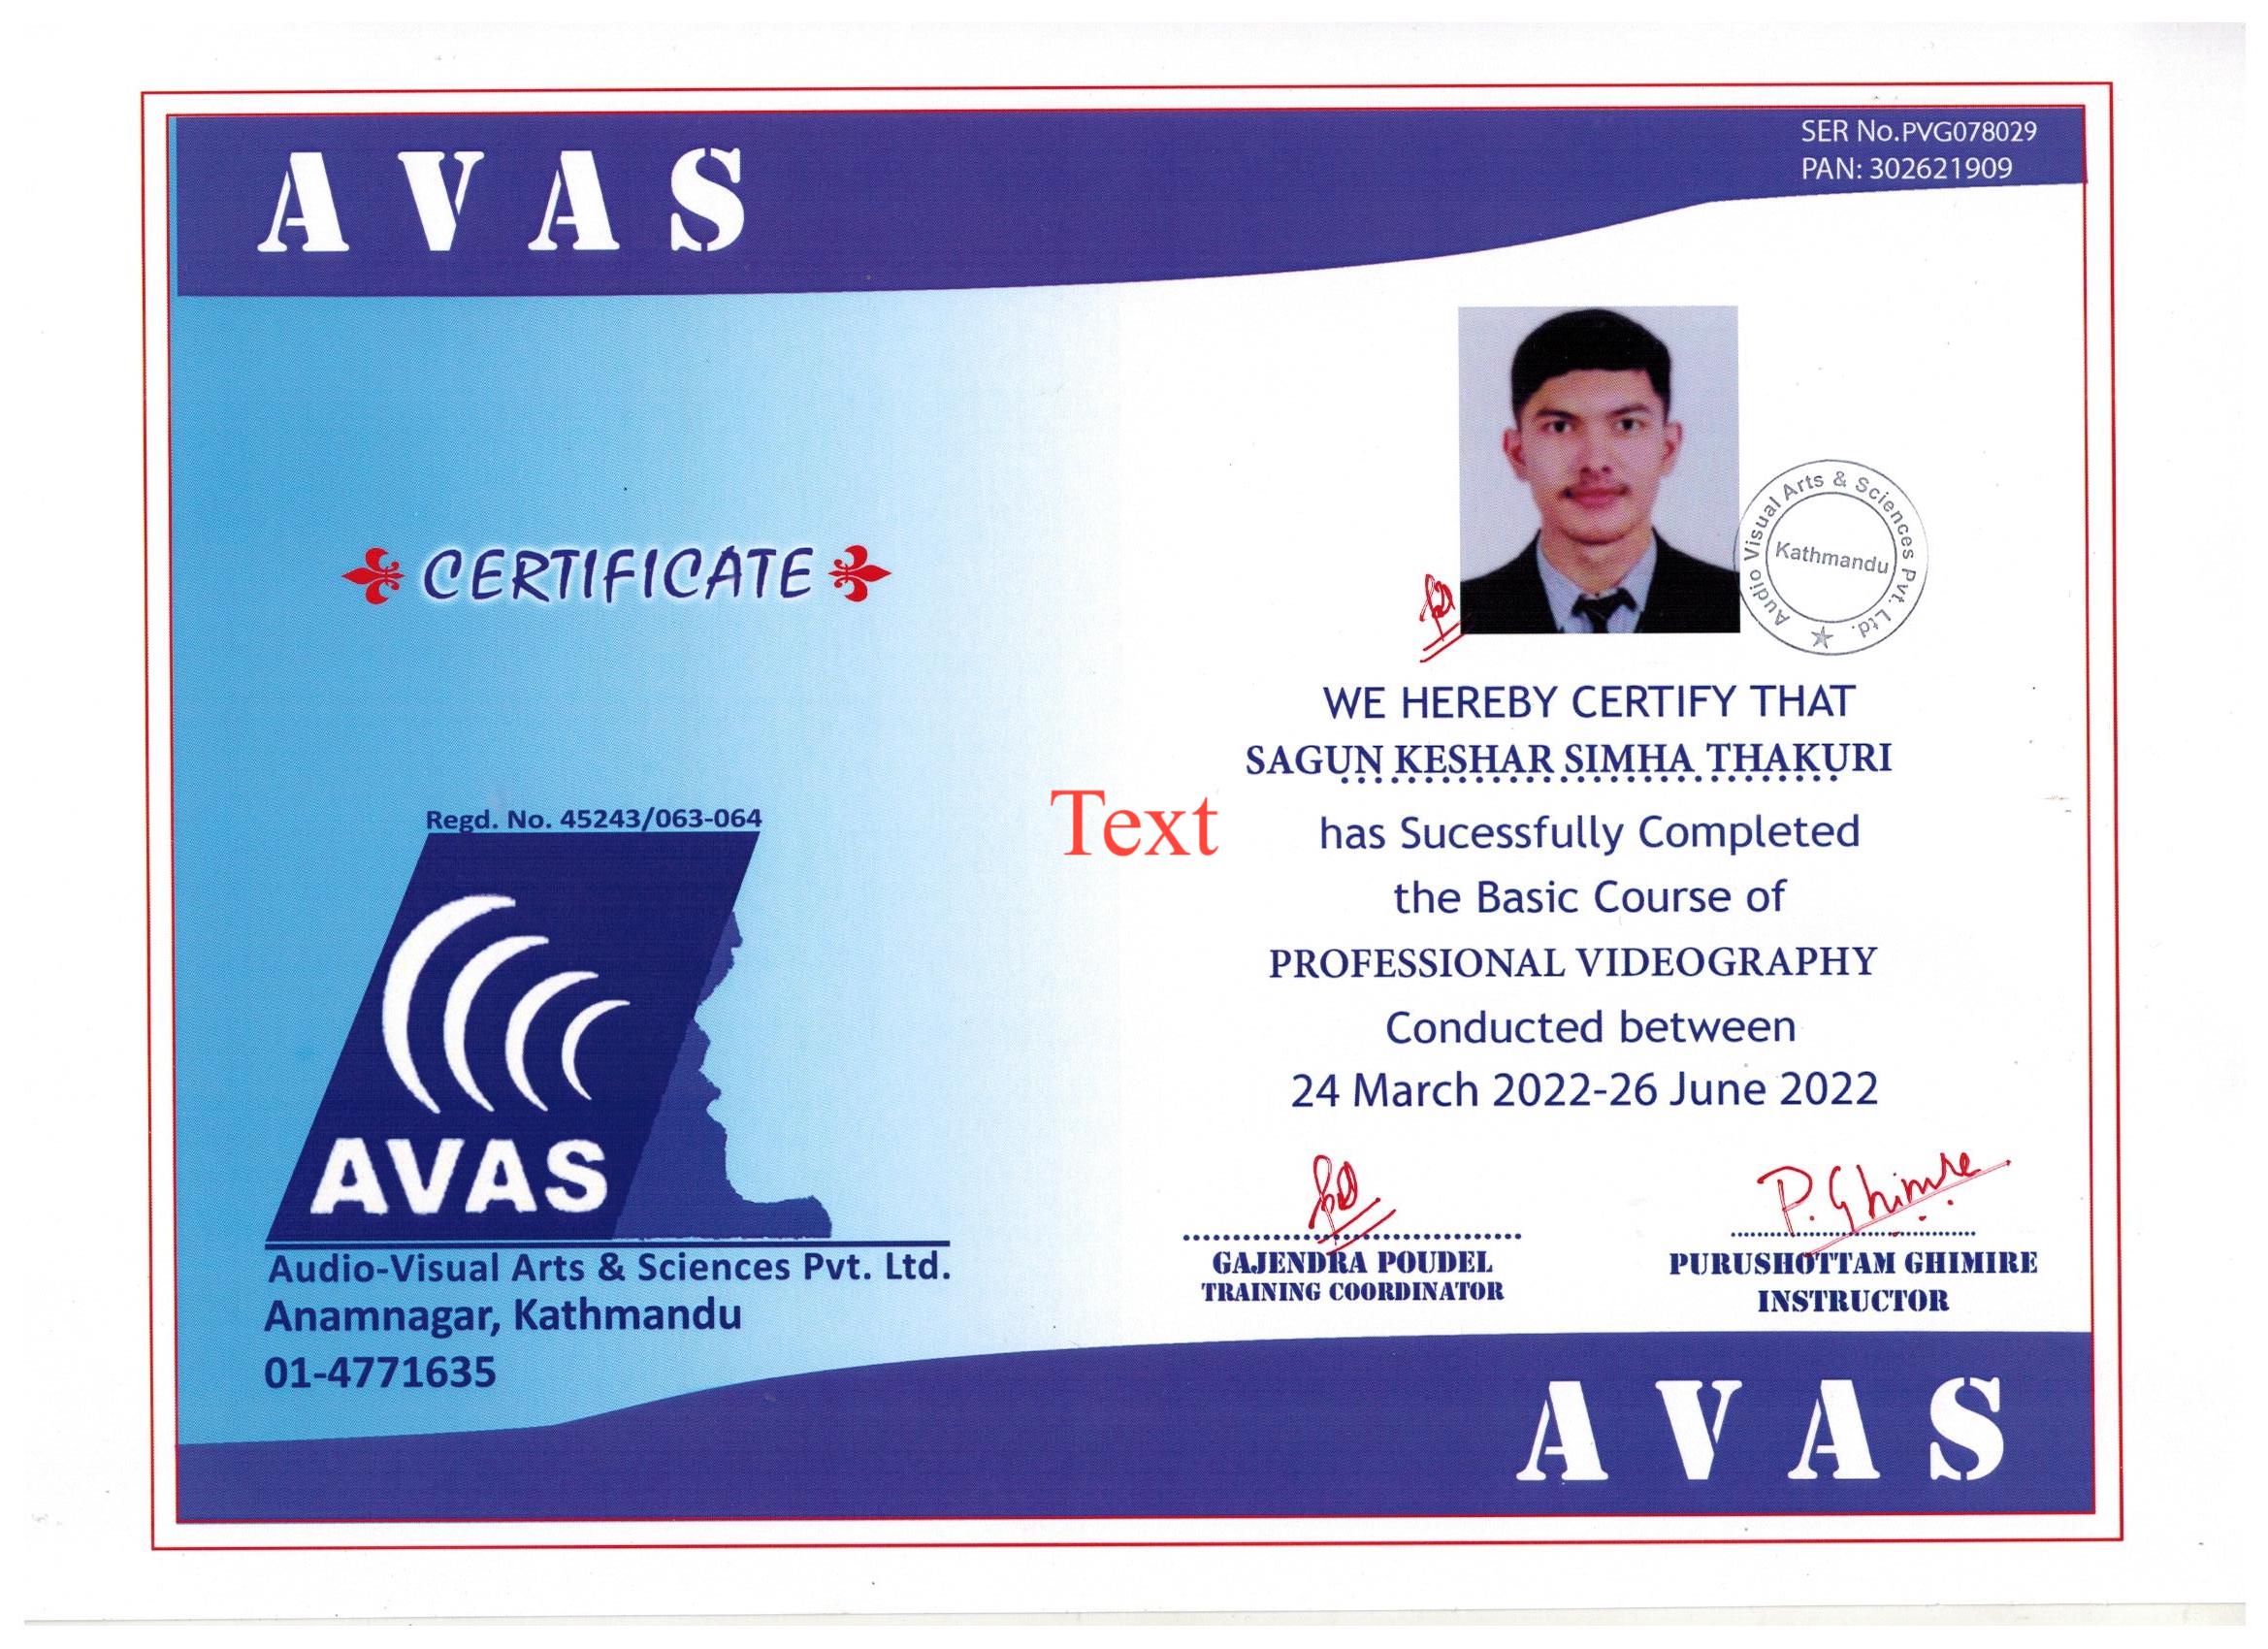 A V A S
SER No.PVG078029
PAN: 302621909
CERTIFICATE
Audio Visual Arts & Sciences Pvt. Ltd.
Kathmandu
WE HEREBY CERTIFY THAT
SAGUN KESHAR SIMHA THAKURI
Text
has Sucessfully Completed
the Basic Course of
PROFESSIONAL VIDEOGRAPHY
Conducted between
24 March 2022-26 June 2022
Regd. No. 45243/063-064
AVAS
Audio-Visual Arts & Sciences Pvt. Ltd.
Anamnagar, Kathmandu
01-4771635
P. Ghimire
GAJENDRA POUDEL
TRAINING COORDINATOR
PURUSHOTTAM GHIMIRE
INSTRUCTOR
A V A S